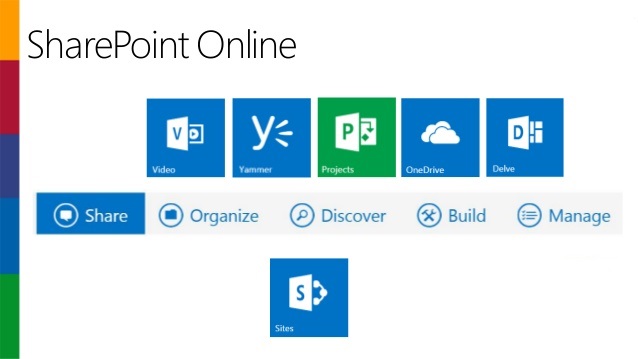 SharePoint Online
V
Video
Yammer
P
Projects
OneDrive
D
Delve
Share Organize Discover Build Manage
S
Sites